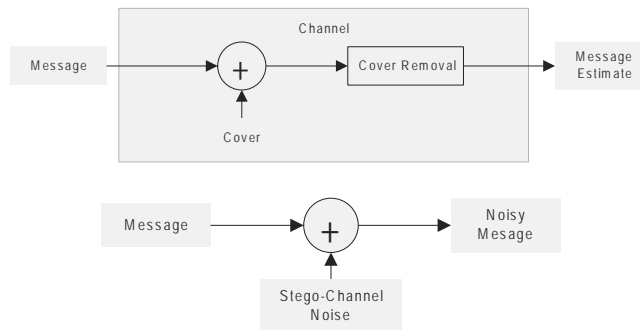 Channel
Message
+
Cover Removal
Message
Estimate
Cover
Message
+
Noisy
Mesage
Stego-Channel
Noise